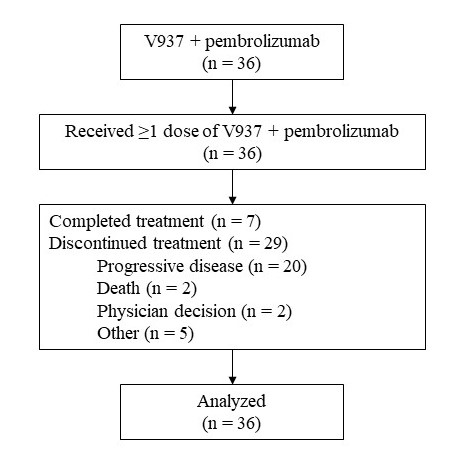 V937 + pembrolizumab
(n = 36)
Received ≥1 dose of V937 + pembrolizumab
(n = 36)
Completed treatment (n = 7)
Discontinued treatment (n = 29)
Progressive disease (n = 20)
Death (n = 2)
Physician decision (n = 2)
Other (n = 5)
Analyzed
(n = 36)